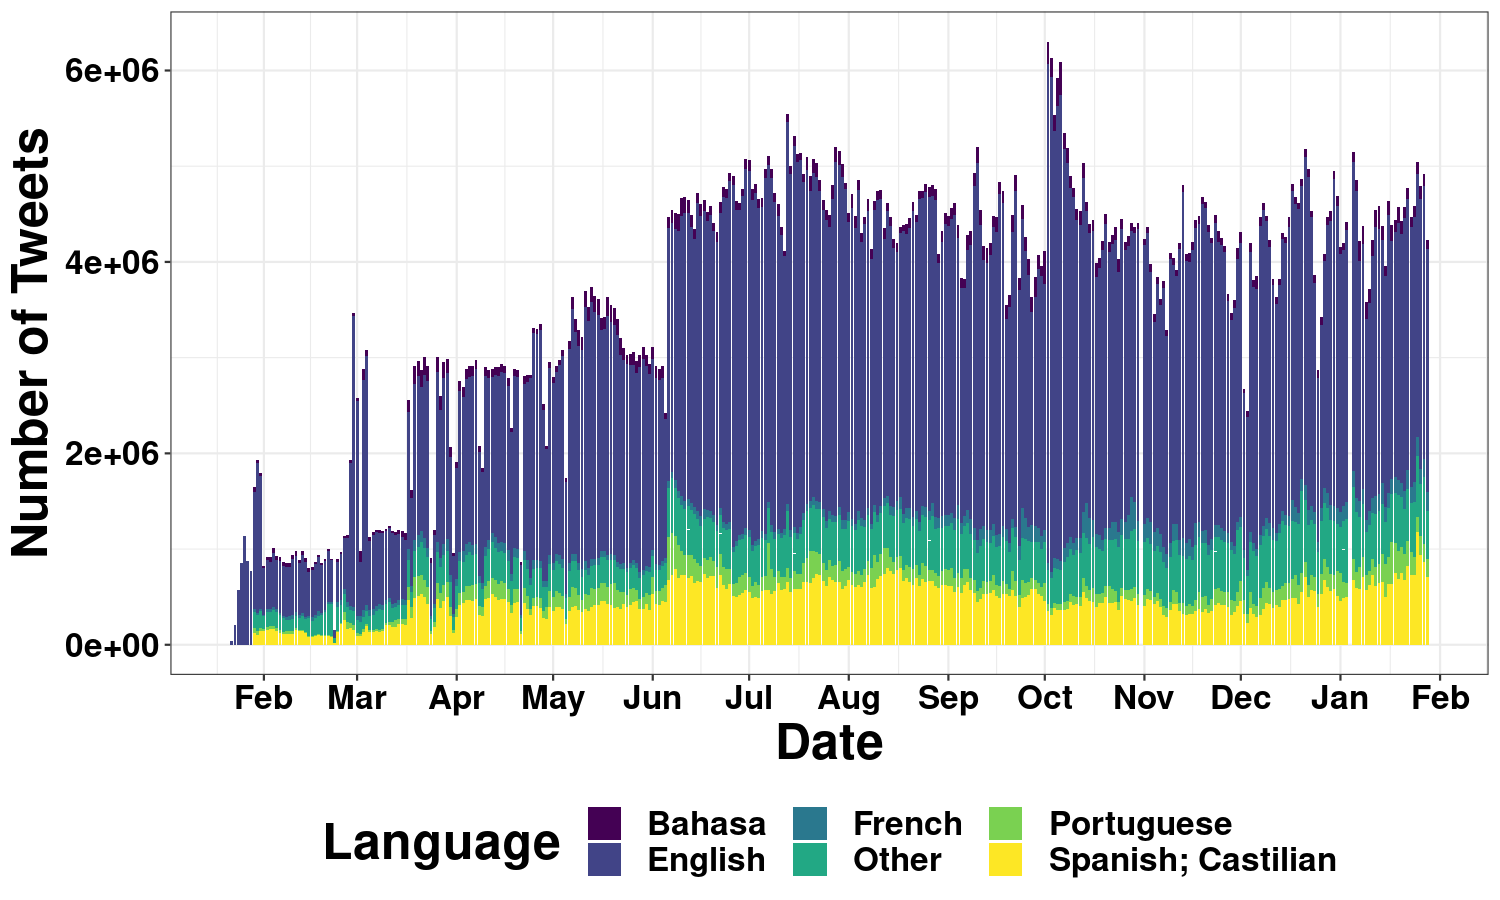 Number of Tweets
6e+06
4e+06
2e+06
0e+00
Feb Mar Apr May Jun Jul Aug Sep Oct Nov Dec Jan Feb
Date
Language
Bahasa French Portuguese
English Other Spanish; Castilian